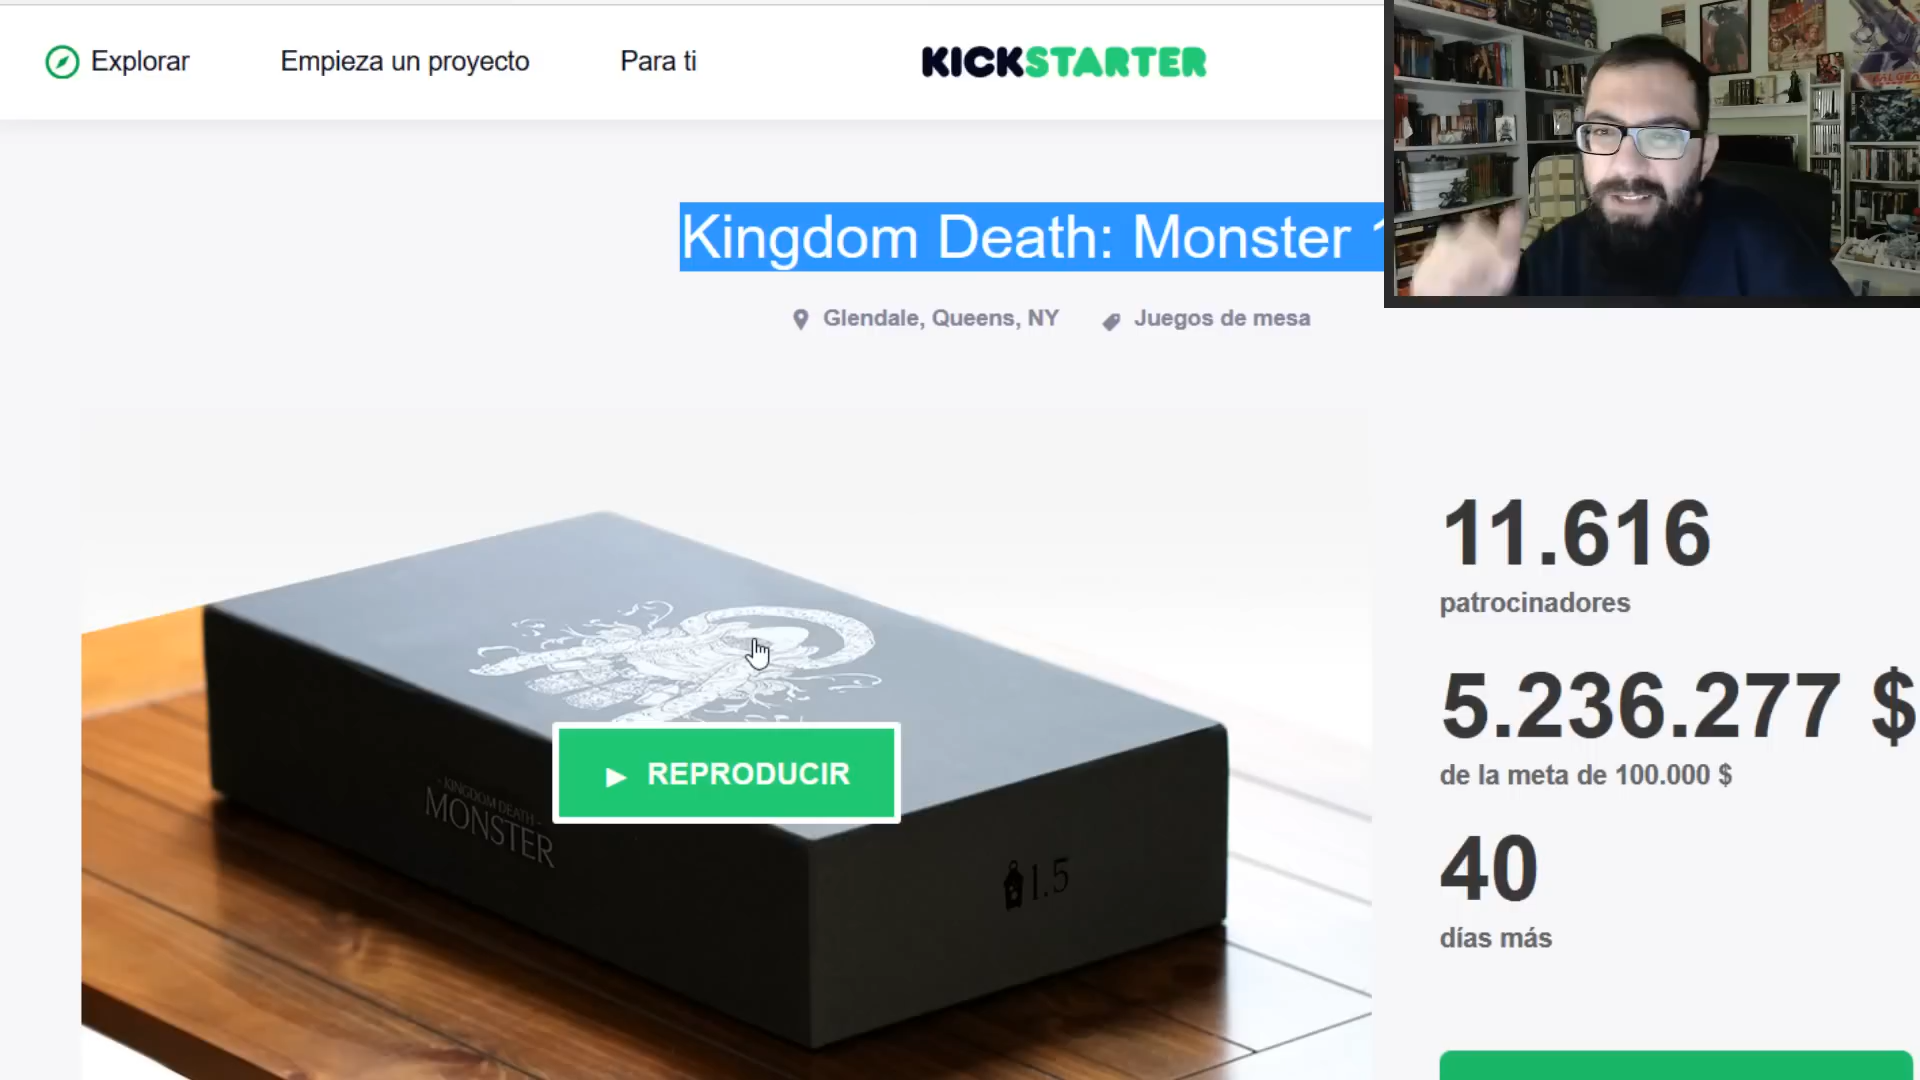 Explorar
Empieza un proyecto
Para ti
KICKSTARTER
Kingdom Death: Monster
Glendale, Queens, NY
Juegos de mesa
11.616
patrocinadores
5.236.277 $
de la meta de 100.000 $
40
días más
REPRODUCIR
- KINGDOM DEATH -
MONSTER
1.5